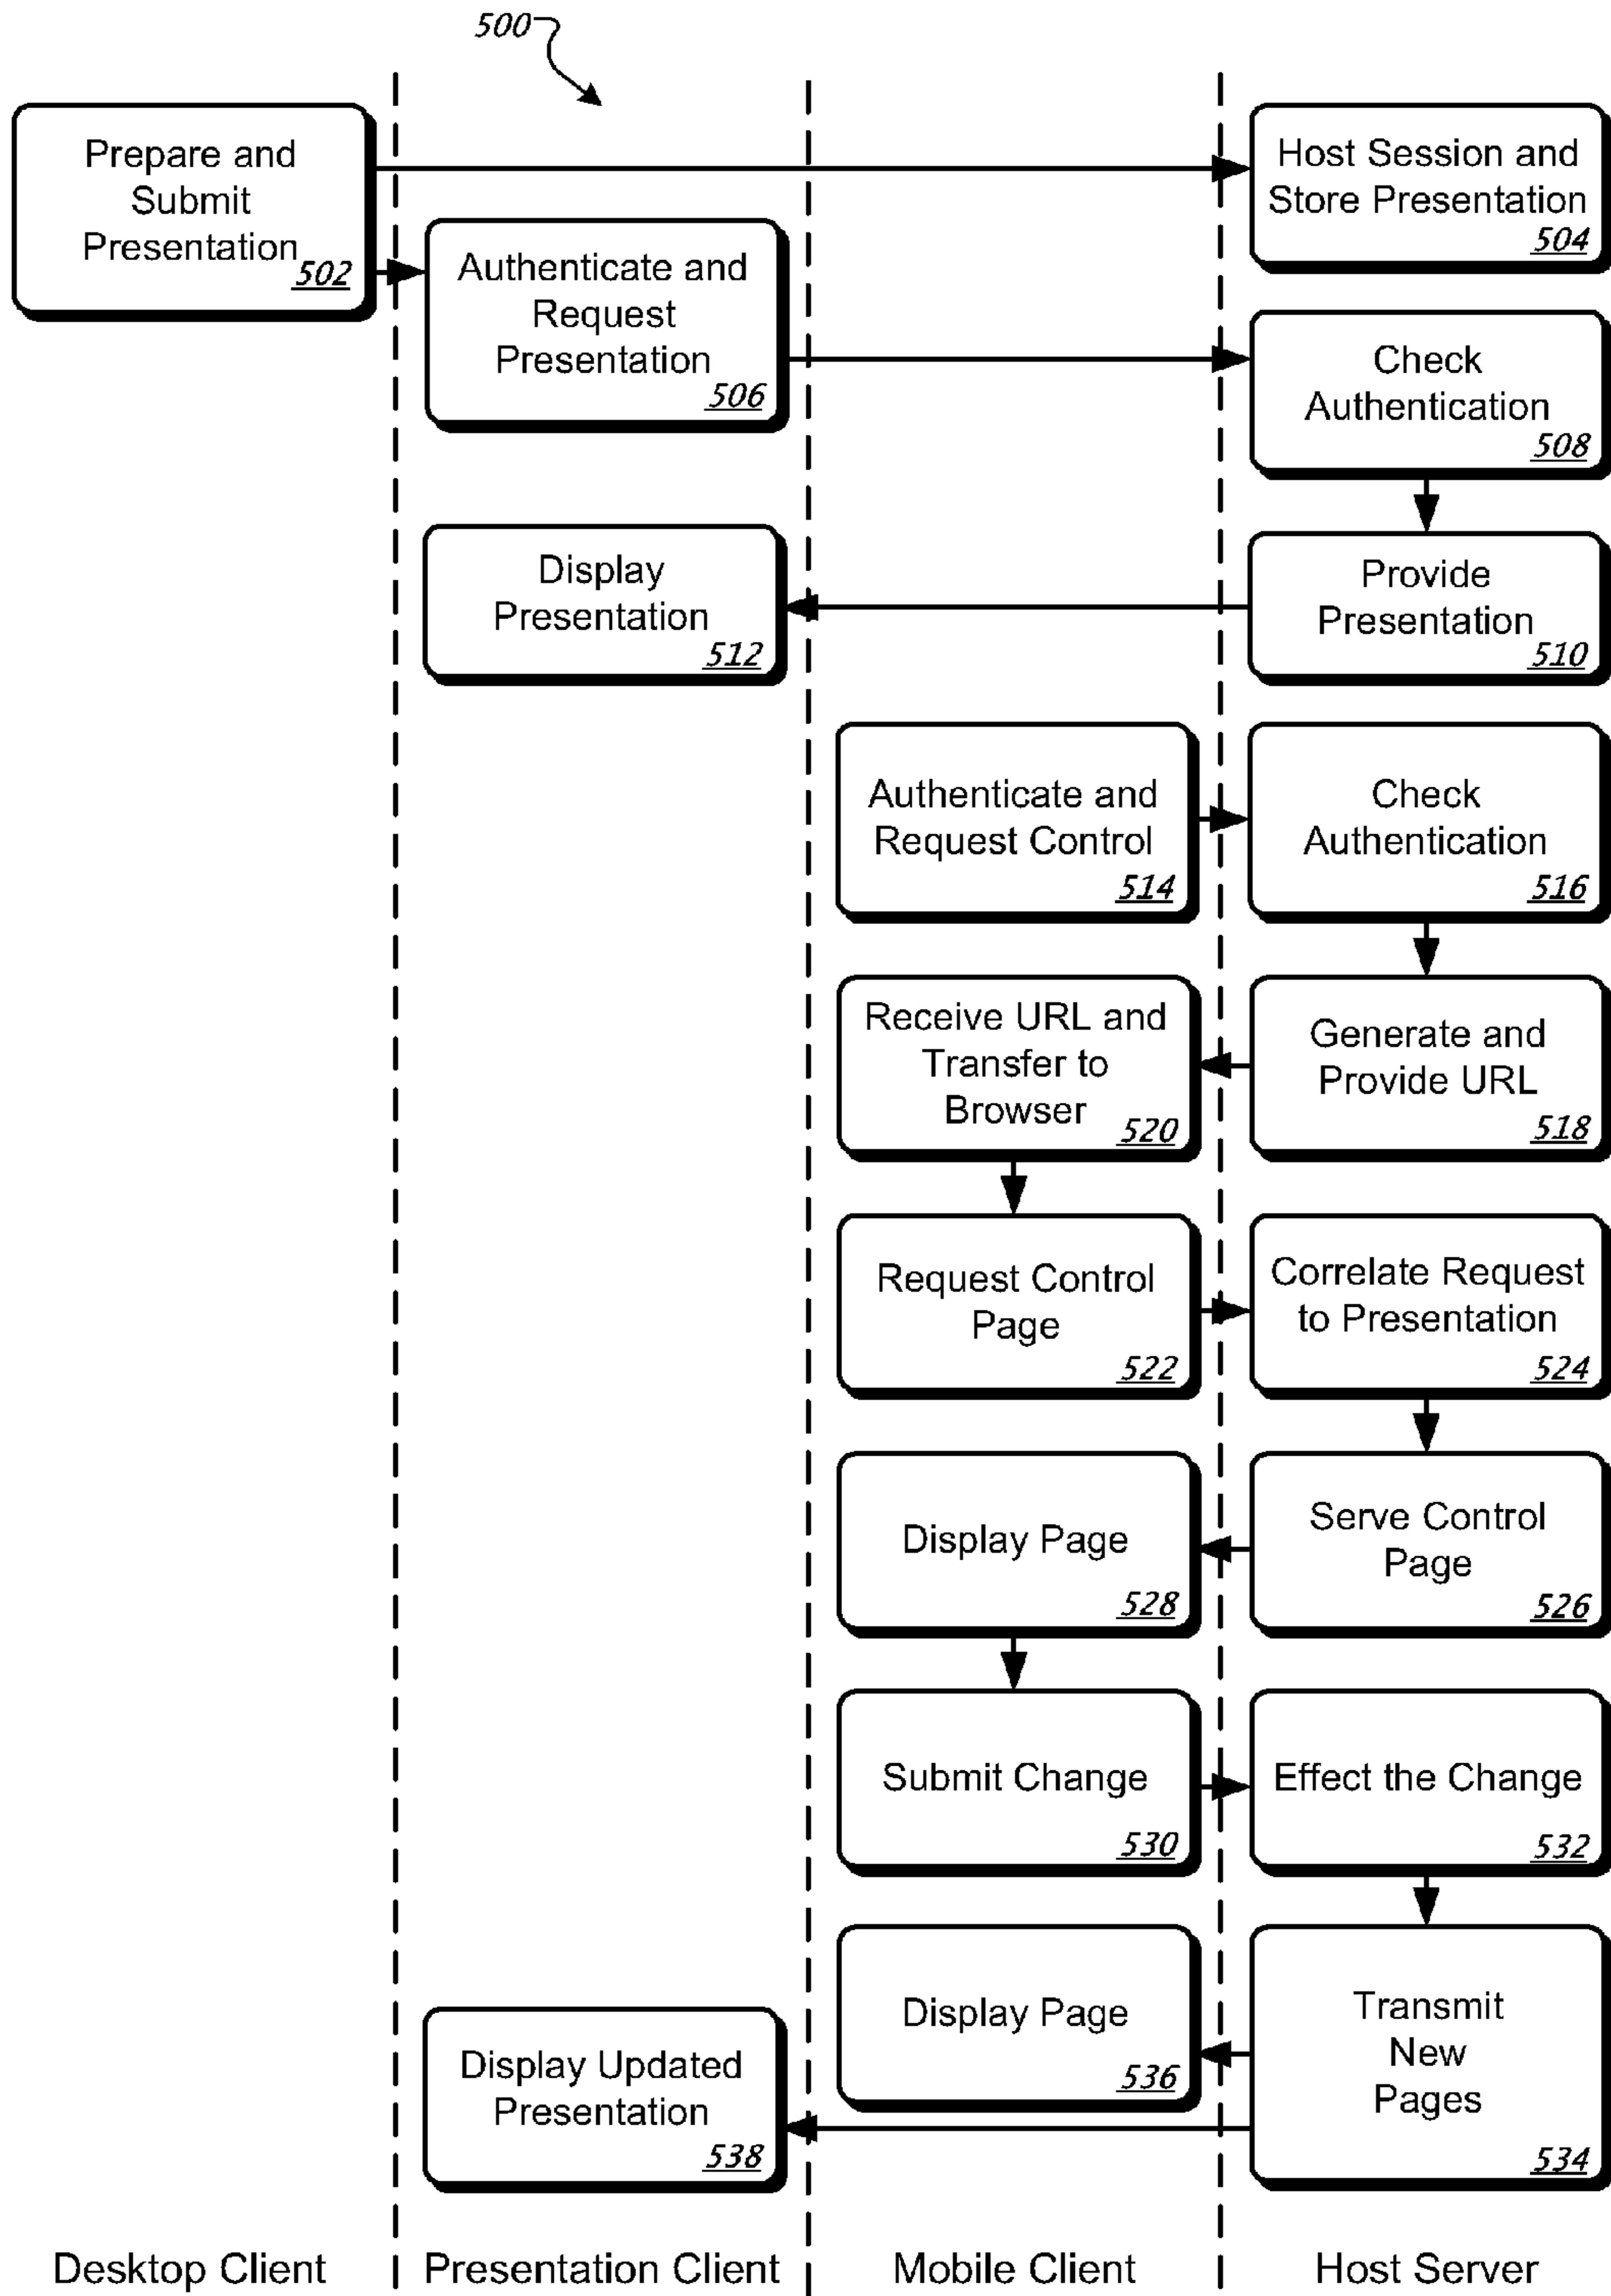 500
Prepare and
Submit
Presentation
502
Host Session and
Store Presentation
504
Authenticate and
Request
Presentation
506
Check
Authentication
508
Display
Presentation
512
Provide
Presentation
510
Authenticate and
Request Control
514
Check
Authentication
516
Receive URL and
Transfer to
Browser
520
Generate and
Provide URL
518
Request Control
Page
522
Correlate Request
to Presentation
524
Display Page
528
Serve Control
Page
526
Submit Change
530
Effect the Change
532
Display Page
536
Transmit
New
Pages
534
Display Updated
Presentation
538
Desktop Client
Presentation Client
Mobile Client
Host Server